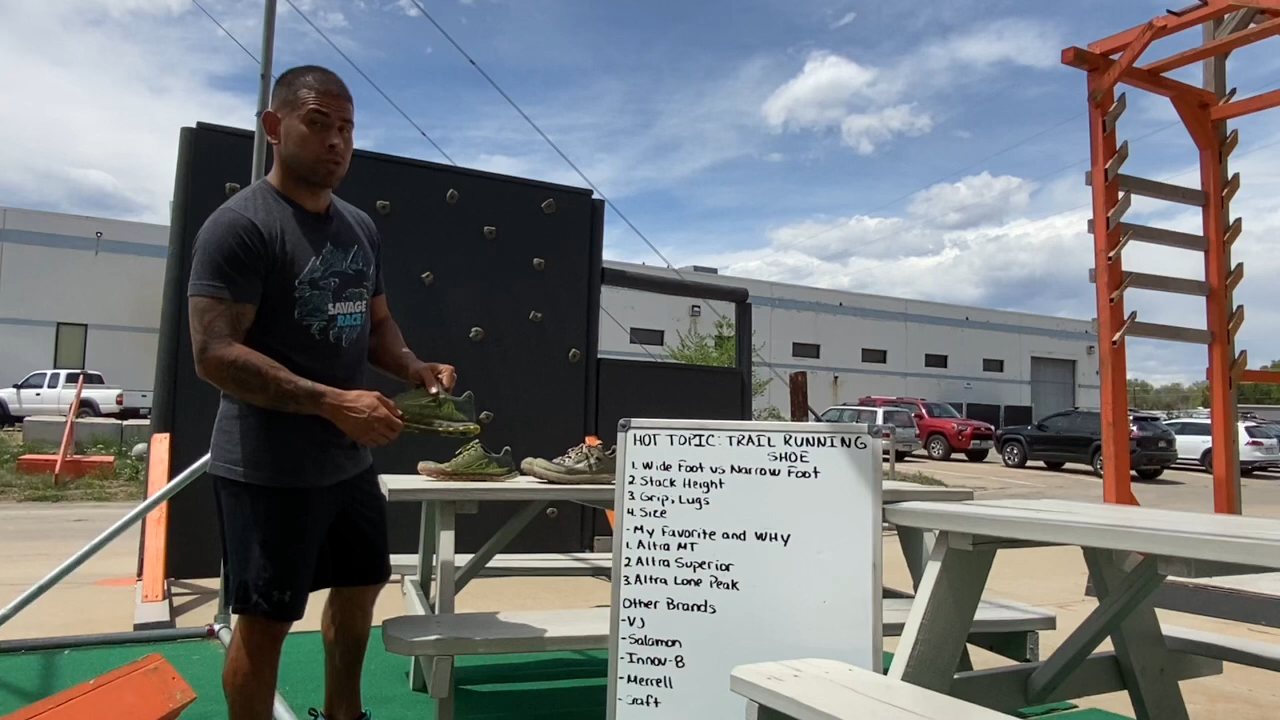 SAVAGE
RACE
HOT TOPIC: TRAIL RUNNING
SHOE
1. Wide Foot vs Narrow Foot
2. Stack Height
3. Grip, Lugs
4. Size
- My Favorite and WHY
1. Altra MT
2 Altra Superior
3. Altra Lone Peak
Other Brands
- VJ
- Salamon
- Innov-8
- Merrell
- Craft